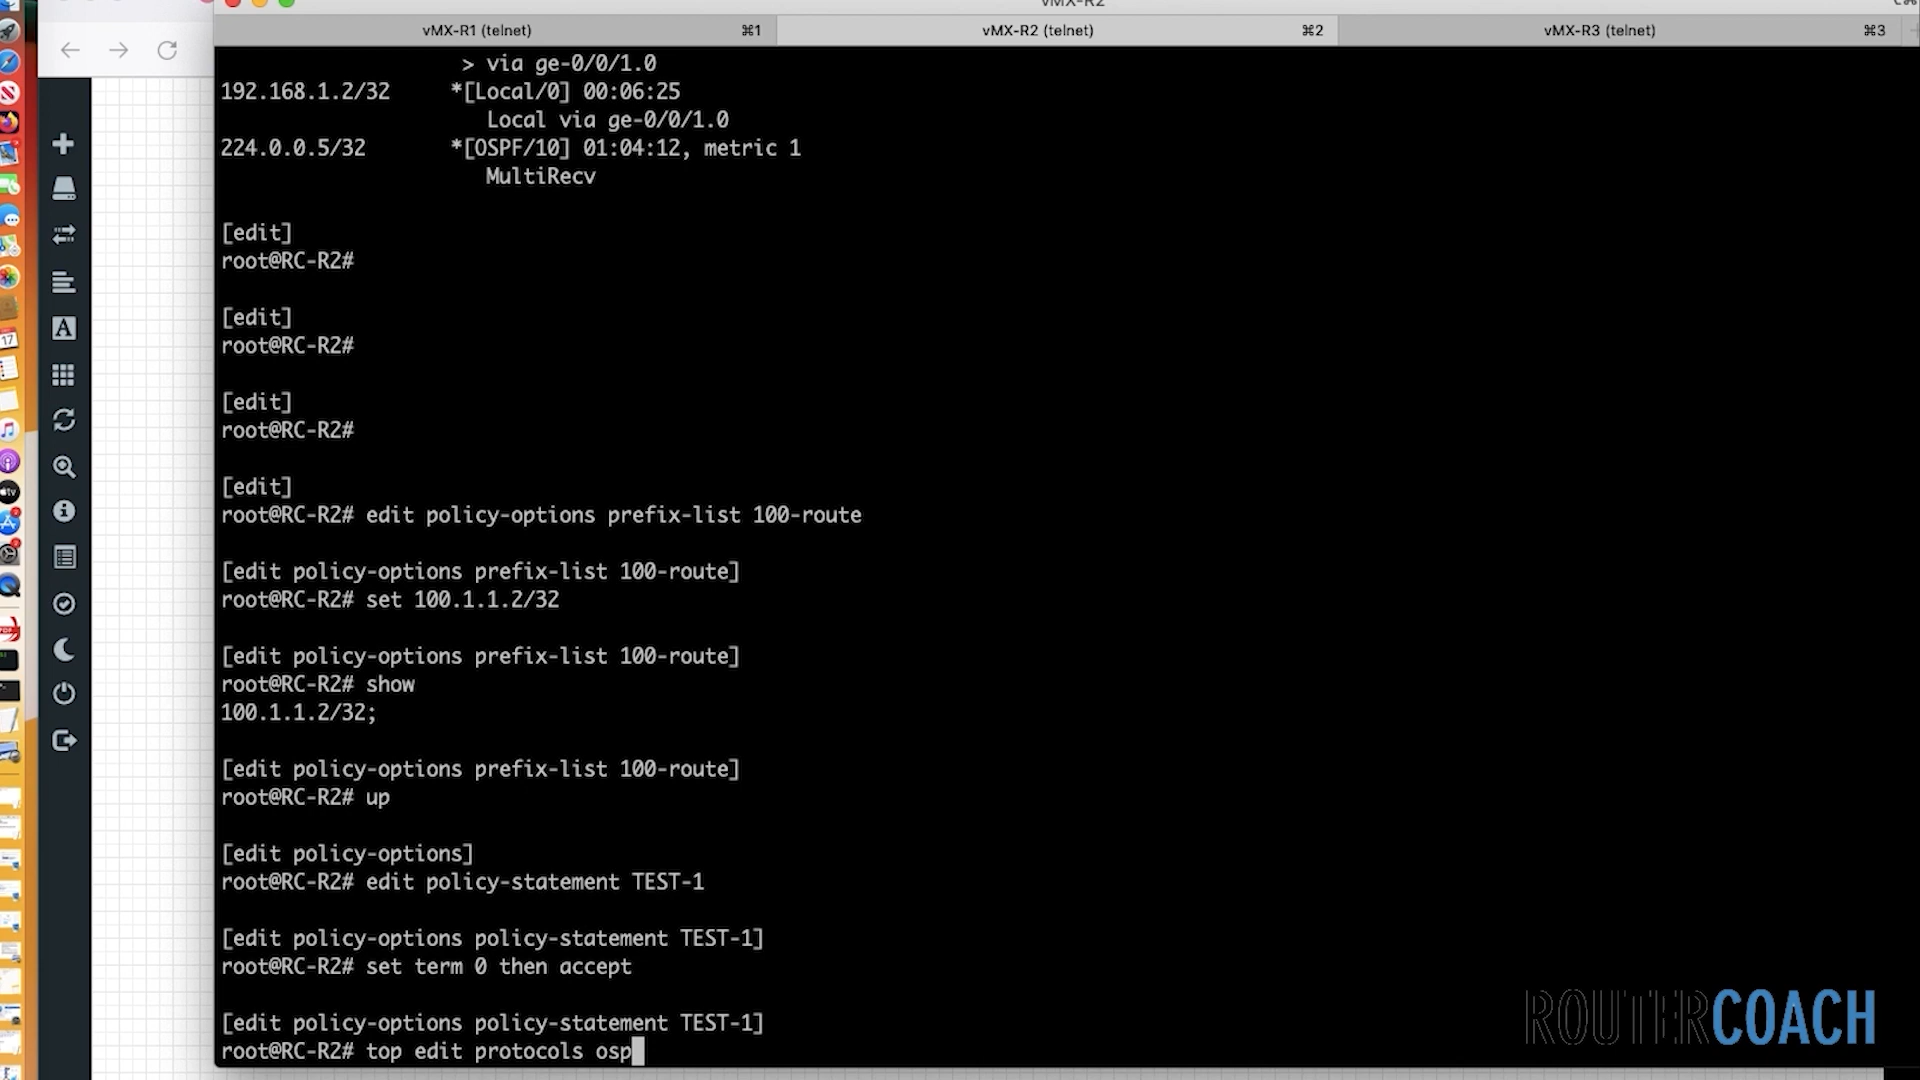 vMX-R2
vMX-R1 (telnet) ⌘1 vMX-R2 (telnet) ⌘2 vMX-R3 (telnet) ⌘3
> via ge-0/0/1.0
192.168.1.2/32 *[Local/0] 00:06:25
Local via ge-0/0/1.0
224.0.0.5/32 *[OSPF/10] 01:04:12, metric 1
MultiRecv
[edit]
root@RC-R2#
[edit]
root@RC-R2#
[edit]
root@RC-R2#
[edit]
root@RC-R2# edit policy-options prefix-list 100-route
[edit policy-options prefix-list 100-route]
root@RC-R2# set 100.1.1.2/32
[edit policy-options prefix-list 100-route]
root@RC-R2# show
100.1.1.2/32;
[edit policy-options prefix-list 100-route]
root@RC-R2# up
[edit policy-options]
root@RC-R2# edit policy-statement TEST-1
[edit policy-options policy-statement TEST-1]
root@RC-R2# set term 0 then accept
[edit policy-options policy-statement TEST-1]
root@RC-R2# top edit protocols osp
ROUTERCOACH
A
17
tv